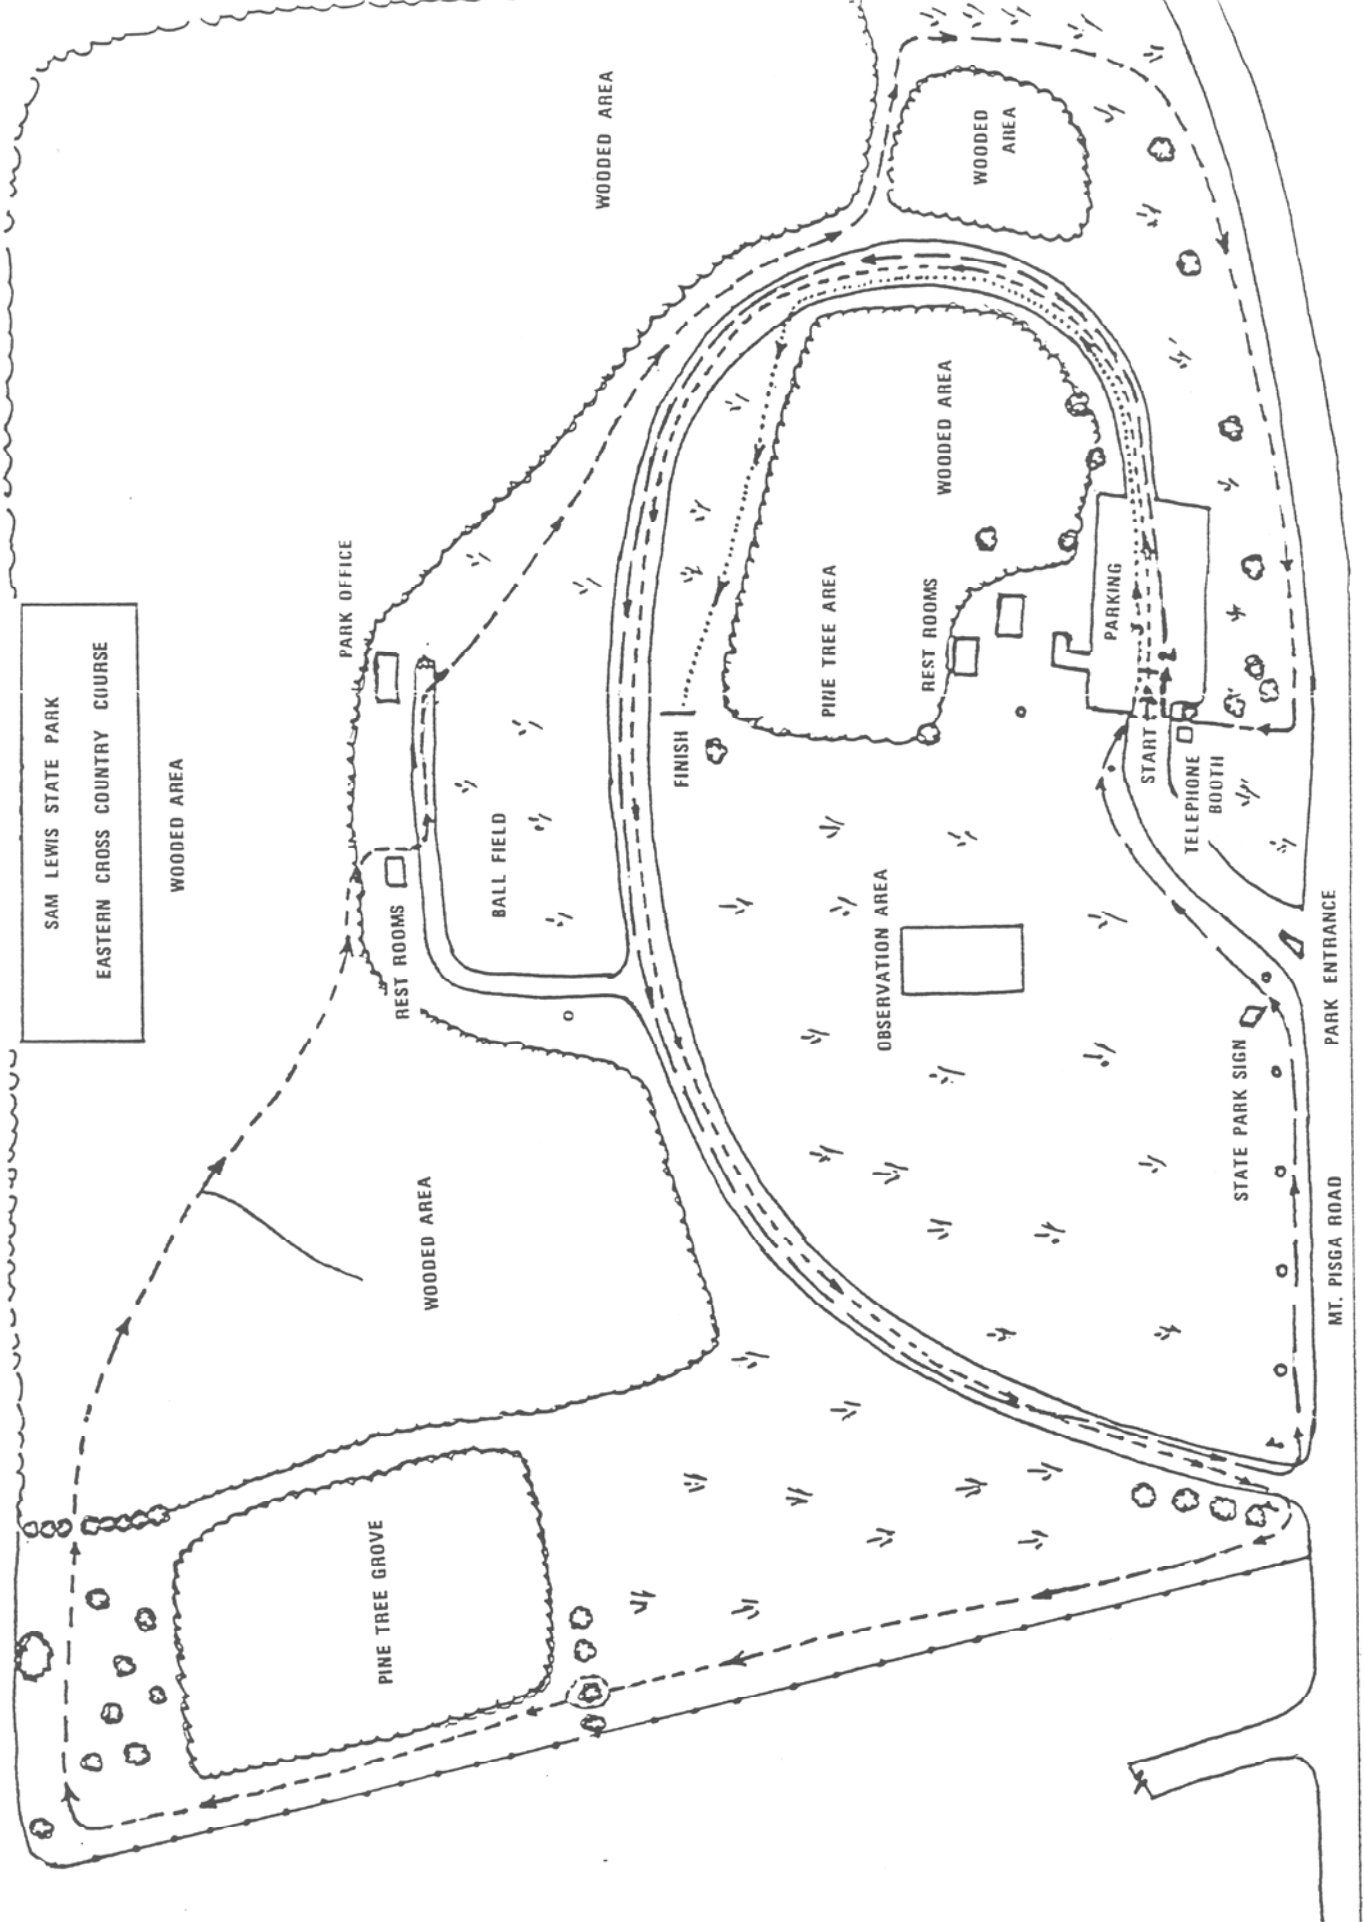 SAM LEWIS STATE PARK
EASTERN CROSS COUNTRY COURSE
WOODED AREA
PARK OFFICE
WOODED AREA
REST ROOMS
BALL FIELD
WOODED
AREA
WOODED AREA
PINE TREE GROVE
FINISH
PINE TREE AREA
WOODED AREA
OBSERVATION AREA
REST ROOMS
PARKING
START
TELEPHONE
BOOTH
STATE PARK SIGN
PARK ENTRANCE
MT. PISGA ROAD